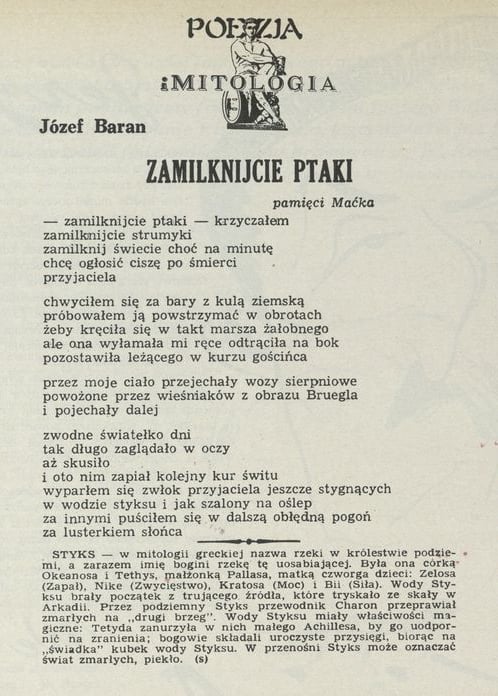 POEZJA
i MITOLOGIA
Józef Baran
ZAMILKNIJCIE PTAKI
pamięci Maćka
— zamilknijcie ptaki — krzyczałem
zamilknijcie strumyki
zamilknij świecie choć na minutę
chcę ogłosić ciszę po śmierci
przyjaciela
chwyciłem się za bary z kulą ziemską
próbowałem ją powstrzymać w obrotach
żeby kręciła się w takt marsza żałobnego
ale ona wyłamała mi ręce odtrąciła na bok
pozostawiła leżącego w kurzu gościńca
przez moje ciało przejechały wozy sierpniowe
powożone przez wieśniaków z obrazu Bruegla
i pojechały dalej
zwodne światełko dni
tak długo zaglądało w oczy
aż skusiło
i oto nim zapiał kolejny kur świtu
wyparłem się zwłok przyjaciela jeszcze stygnących
w wodzie styksu i jak szalony na oślep
za innymi puściłem się w dalszą obłędną pogoń
za lusterkiem słońca
STYKS — w mitologii greckiej nazwa rzeki w królestwie podzie-
mi, a zarazem imię bogini rzekę tę uosabiającej. Była ona córką
Okeanosa i Tethys, małżonką Pallasa, matką czworga dzieci: Zelosa
(Zapał), Nike (Zwycięstwo), Kratosa (Moc) i Bii (Siła). Wody Sty-
ksu brały początek z trującego źródła, które tryskało ze skały w
Arkadii. Przez podziemny Styks przewodnik Charon przeprawiał
zmarłych na „drugi brzeg". Wody Styksu miały właściwości ma-
giczne: Tetyda zanurzyła w nich małego Achillesa, by go uodpor-
nić na zranienia; bogowie składali uroczyste przysięgi, biorąc na
„świadka" kubek wody Styksu. W przenośni Styks może oznaczać
świat zmarłych, piekło. (s)